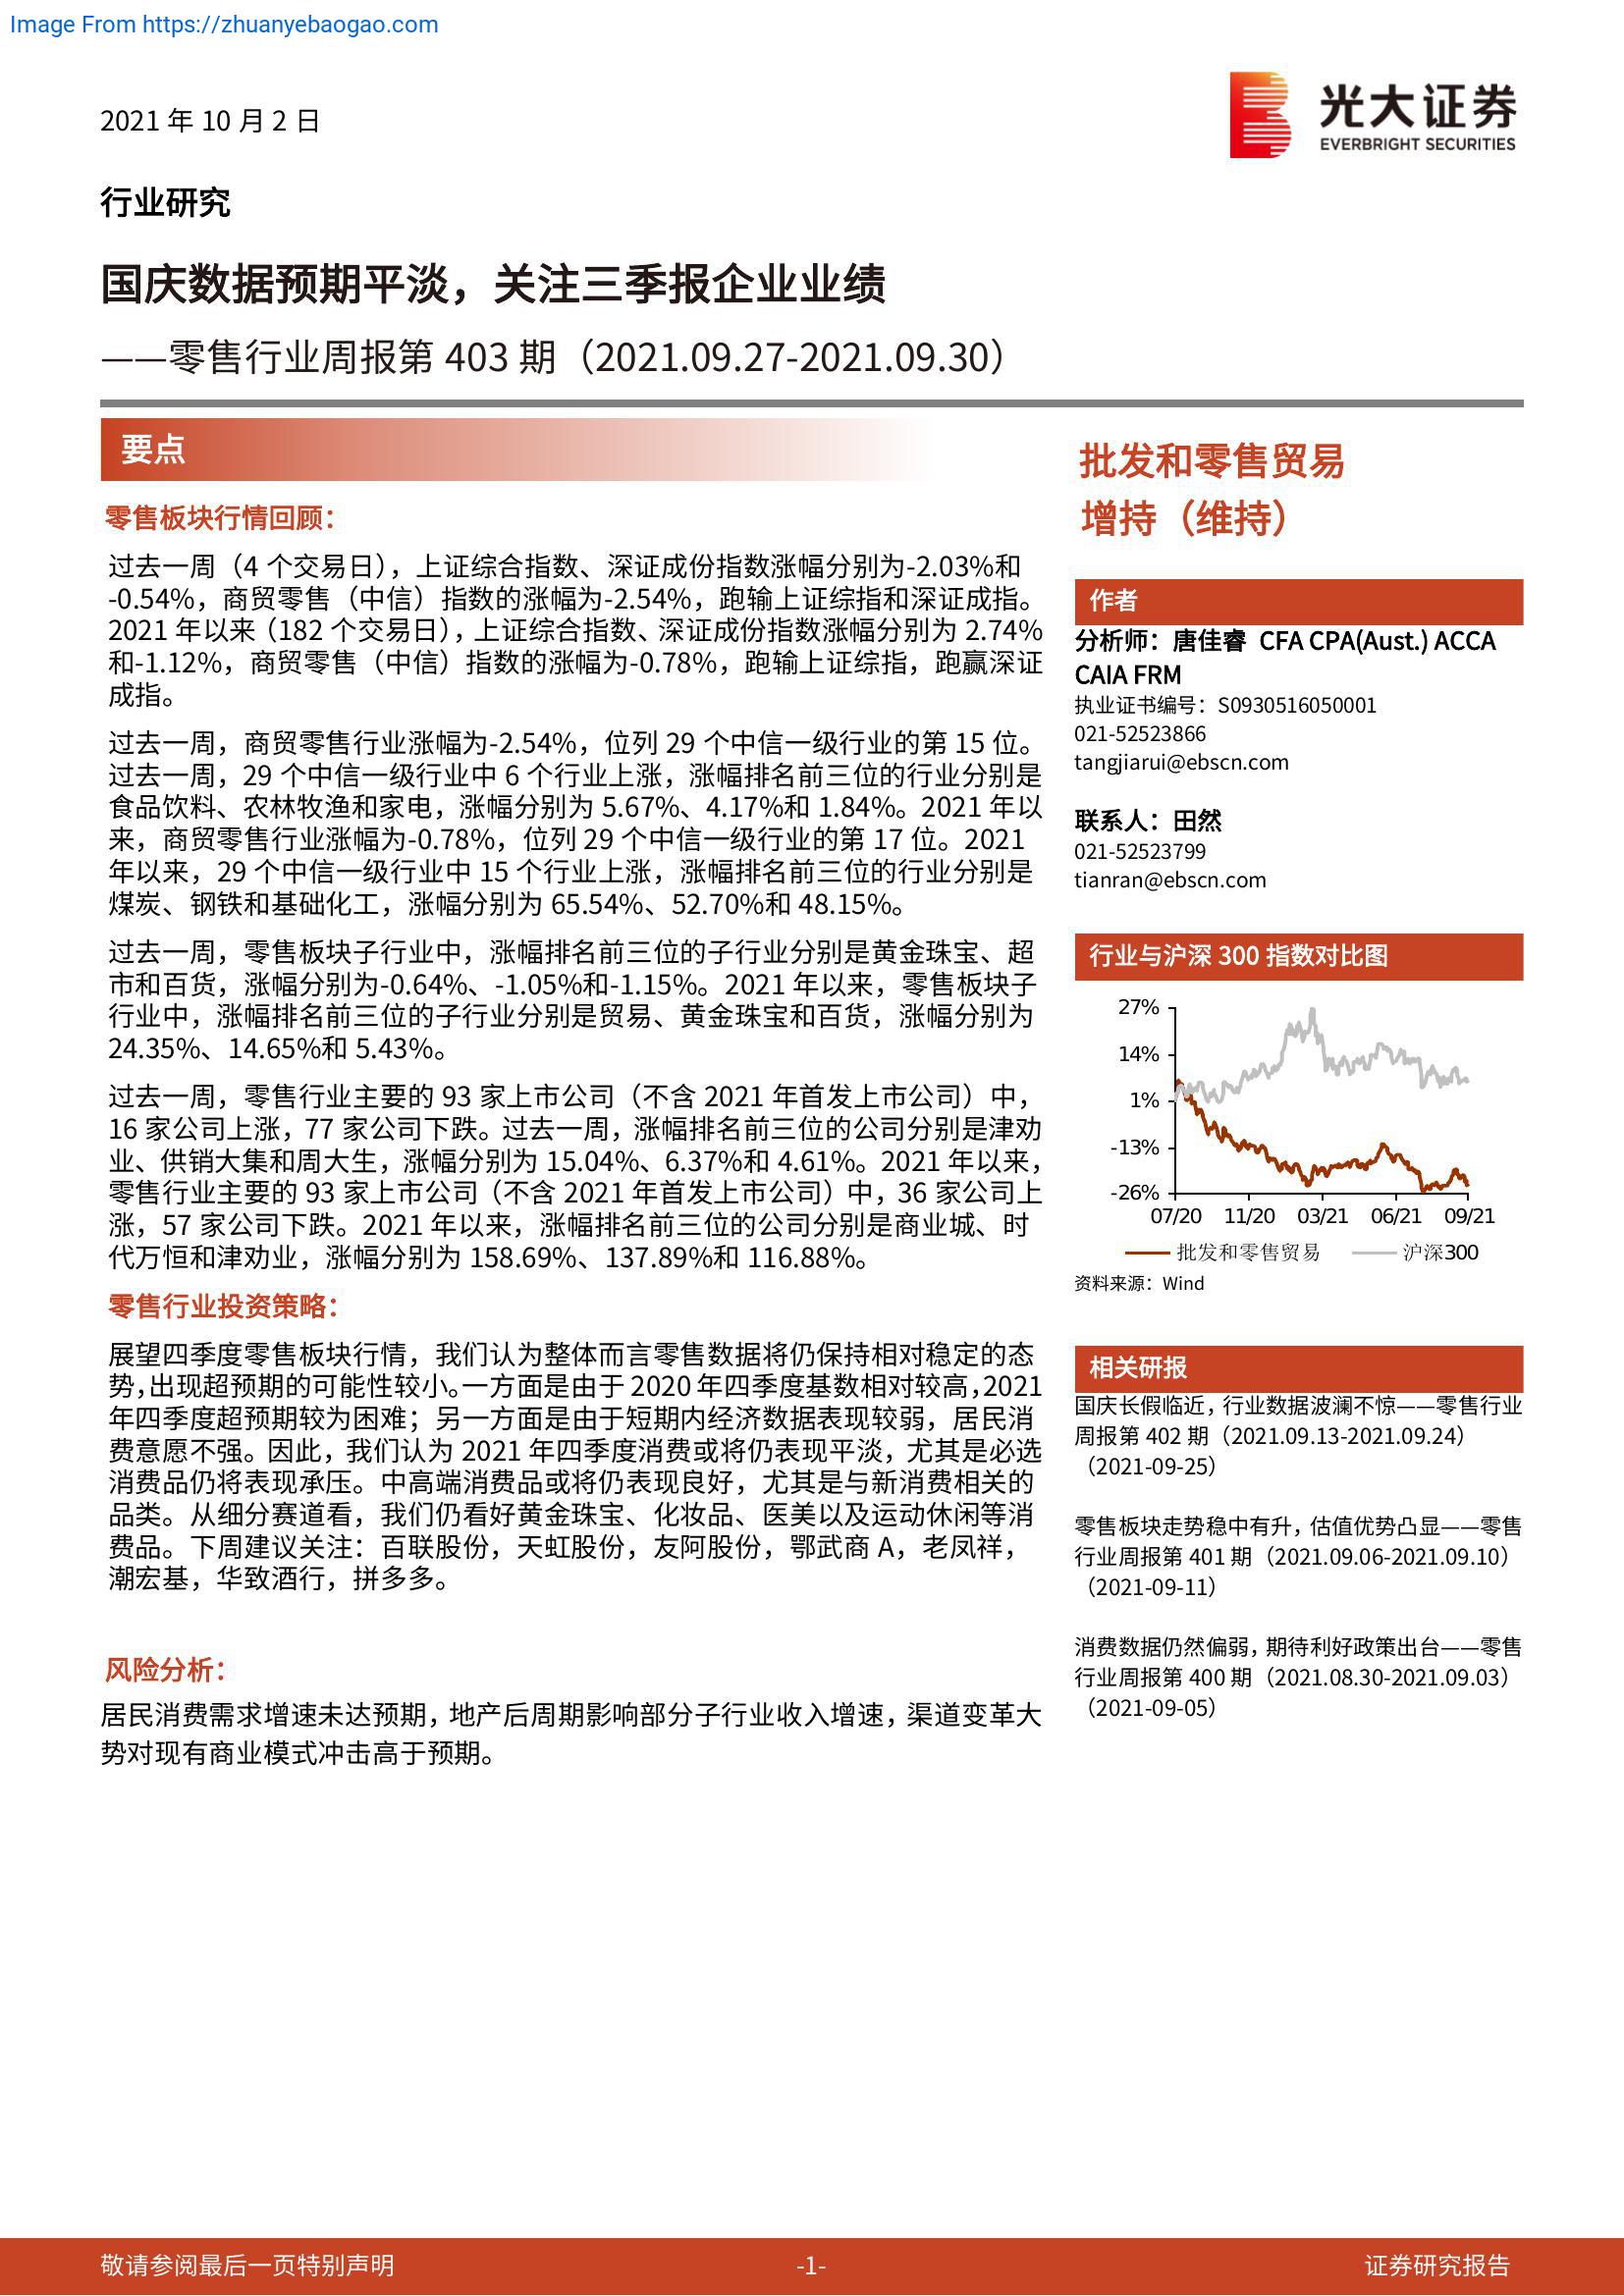 Image From https://zhuanyebaogao.com
2021 年 10 月 2 日
光大证券
EVERBRIGHT SECURITIES
行业研究
国庆数据预期平淡，关注三季报企业业绩
——零售行业周报第 403 期（2021.09.27-2021.09.30）
要点
零售板块行情回顾：
过去一周（4 个交易日），上证综合指数、深证成份指数涨幅分别为-2.03%和
-0.54%，商贸零售（中信）指数的涨幅为-2.54%，跑输上证综指和深证成指。
2021 年以来（182 个交易日），上证综合指数、深证成份指数涨幅分别为 2.74%
和-1.12%，商贸零售（中信）指数的涨幅为-0.78%，跑输上证综指，跑赢深证
成指。
过去一周，商贸零售行业涨幅为-2.54%，位列 29 个中信一级行业的第 15 位。
过去一周，29 个中信一级行业中 6 个行业上涨，涨幅排名前三位的行业分别是
食品饮料、农林牧渔和家电，涨幅分别为 5.67%、4.17%和 1.84%。2021 年以
来，商贸零售行业涨幅为-0.78%，位列 29 个中信一级行业的第 17 位。2021
年以来，29 个中信一级行业中 15 个行业上涨，涨幅排名前三位的行业分别是
煤炭、钢铁和基础化工，涨幅分别为 65.54%、52.70%和 48.15%。
过去一周，零售板块子行业中，涨幅排名前三位的子行业分别是黄金珠宝、超
市和百货，涨幅分别为-0.64%、-1.05%和-1.15%。2021 年以来，零售板块子
行业中，涨幅排名前三位的子行业分别是贸易、黄金珠宝和百货，涨幅分别为
24.35%、14.65%和 5.43%。
过去一周，零售行业主要的 93 家上市公司（不含 2021 年首发上市公司）中，
16 家公司上涨，77 家公司下跌。过去一周，涨幅排名前三位的公司分别是津劝
业、供销大集和周大生，涨幅分别为 15.04%、6.37%和 4.61%。2021 年以来，
零售行业主要的 93 家上市公司（不含 2021 年首发上市公司）中，36 家公司上
涨，57 家公司下跌。2021 年以来，涨幅排名前三位的公司分别是商业城、时
代万恒和津劝业，涨幅分别为 158.69%、137.89%和 116.88%。
零售行业投资策略：
展望四季度零售板块行情，我们认为整体而言零售数据将仍保持相对稳定的态
势，出现超预期的可能性较小。一方面是由于 2020 年四季度基数相对较高，2021
年四季度超预期较为困难；另一方面是由于短期内经济数据表现较弱，居民消
费意愿不强。因此，我们认为 2021 年四季度消费或将仍表现平淡，尤其是必选
消费品仍将表现承压。中高端消费品或将仍表现良好，尤其是与新消费相关的
品类。从细分赛道看，我们仍看好黄金珠宝、化妆品、医美以及运动休闲等消
费品。下周建议关注：百联股份，天虹股份，友阿股份，鄂武商 A，老凤祥，
潮宏基，华致酒行，拼多多。
风险分析：
居民消费需求增速未达预期，地产后周期影响部分子行业收入增速，渠道变革大
势对现有商业模式冲击高于预期。
批发和零售贸易
增持（维持）
作者
分析师：唐佳睿 CFA CPA(Aust.) ACCA
CAIA FRM
执业证书编号：S0930516050001
021-52523866
tangjiarui@ebscn.com
联系人：田然
021-52523799
tianran@ebscn.com
行业与沪深 300 指数对比图
27%
14%
1%
-13%
-26%
07/20 11/20 03/21 06/21 09/21
批发和零售贸易 沪深300
资料来源：Wind
相关研报
国庆长假临近，行业数据波澜不惊——零售行业
周报第 402 期（2021.09.13-2021.09.24）
（2021-09-25）
零售板块走势稳中有升，估值优势凸显——零售
行业周报第 401 期（2021.09.06-2021.09.10）
（2021-09-11）
消费数据仍然偏弱，期待利好政策出台——零售
行业周报第 400 期（2021.08.30-2021.09.03）
（2021-09-05）
敬请参阅最后一页特别声明 -1- 证券研究报告